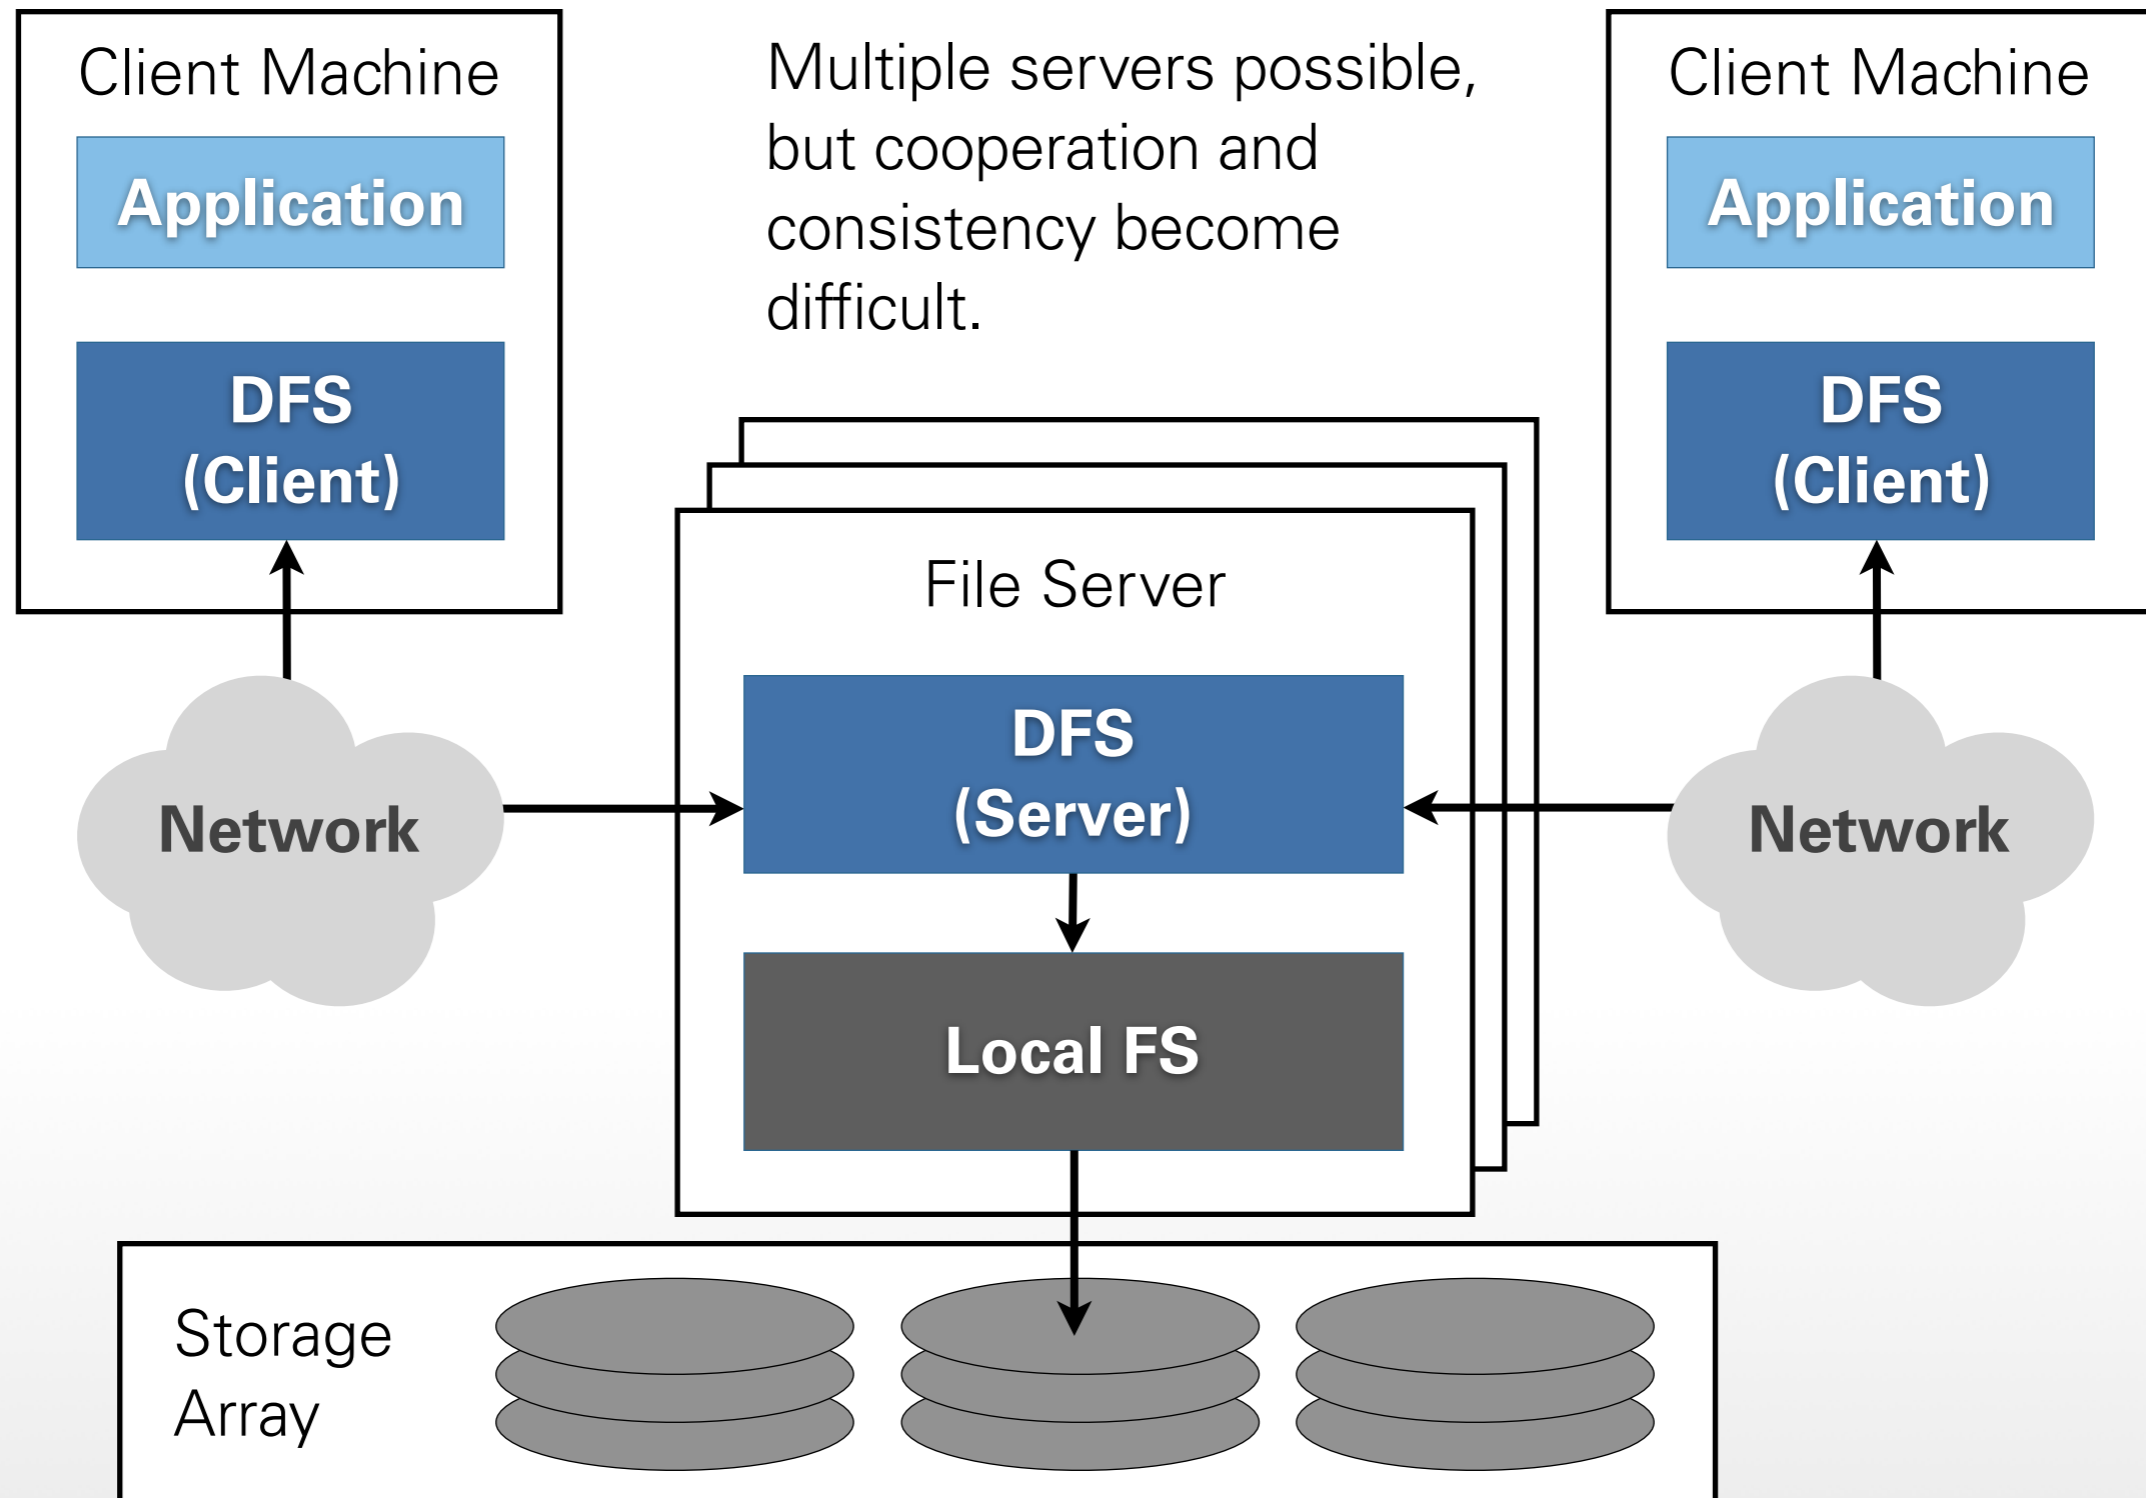 Client Machine
Application
DFS
(Client)
Multiple servers possible,
but cooperation and
consistency become
difficult.
Client Machine
Application
DFS
(Client)
Network
File Server
DFS
(Server)
Local FS
Network
Storage
Array